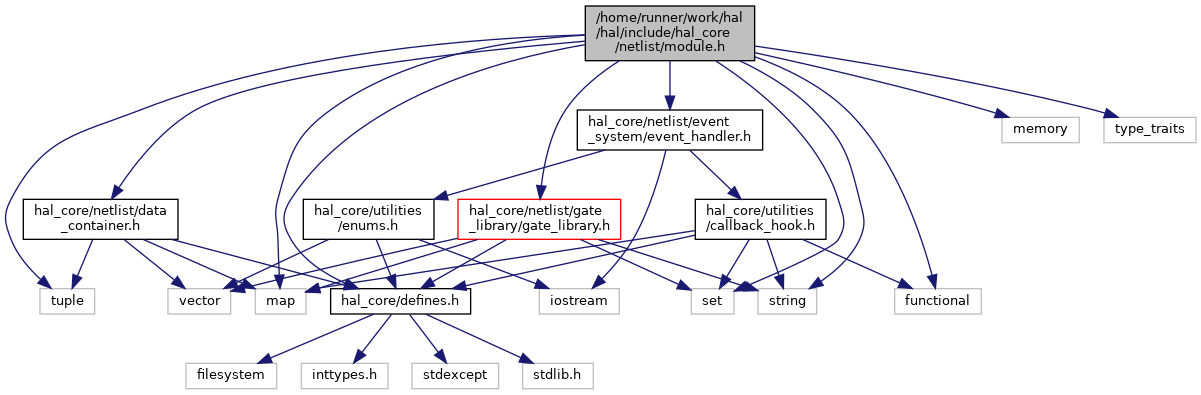 /home/runner/work/hal
/hal/include/hal_core
/netlist/module.h
hal_core/netlist/event
_system/event_handler.h
memory
type_traits
hal_core/netlist/data
_container.h
hal_core/utilities
/enums.h
hal_core/netlist/gate
_library/gate_library.h
hal_core/utilities
/callback_hook.h
tuple
vector
map
hal_core/defines.h
iostream
set
string
functional
filesystem
inttypes.h
stdexcept
stdlib.h